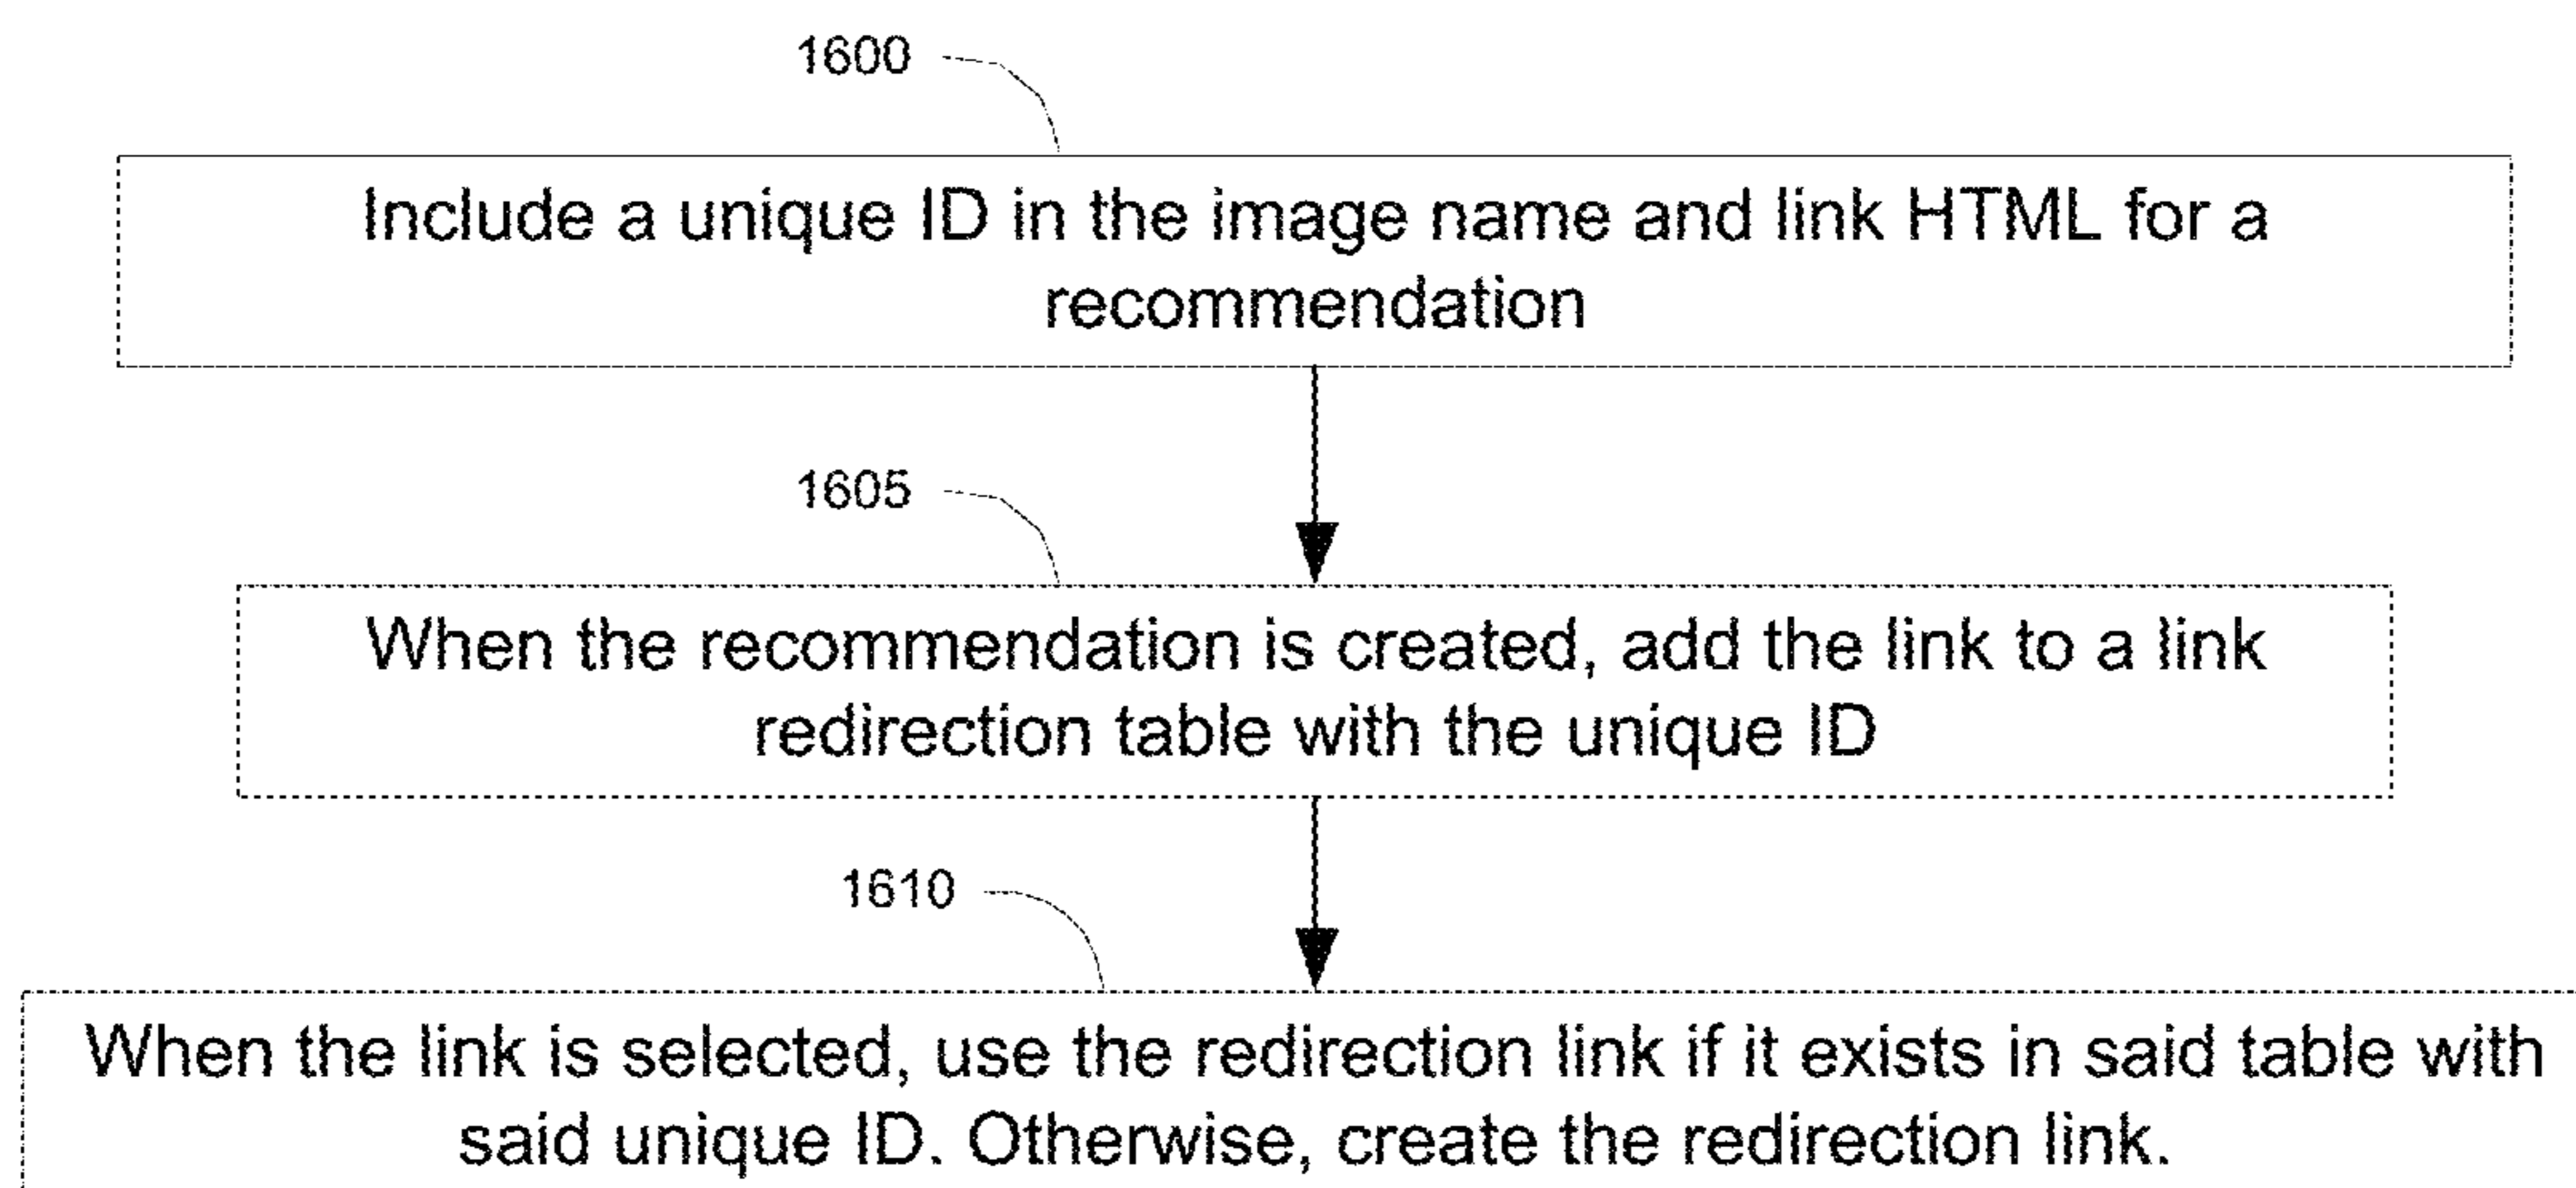 1600
Include a unique ID in the image name and link HTML for a
recommendation
1605
When the recommendation is created, add the link to a link
redirection table with the unique ID
1610
When the link is selected, use the redirection link if it exists in said table with
said unique ID. Otherwise, create the redirection link.